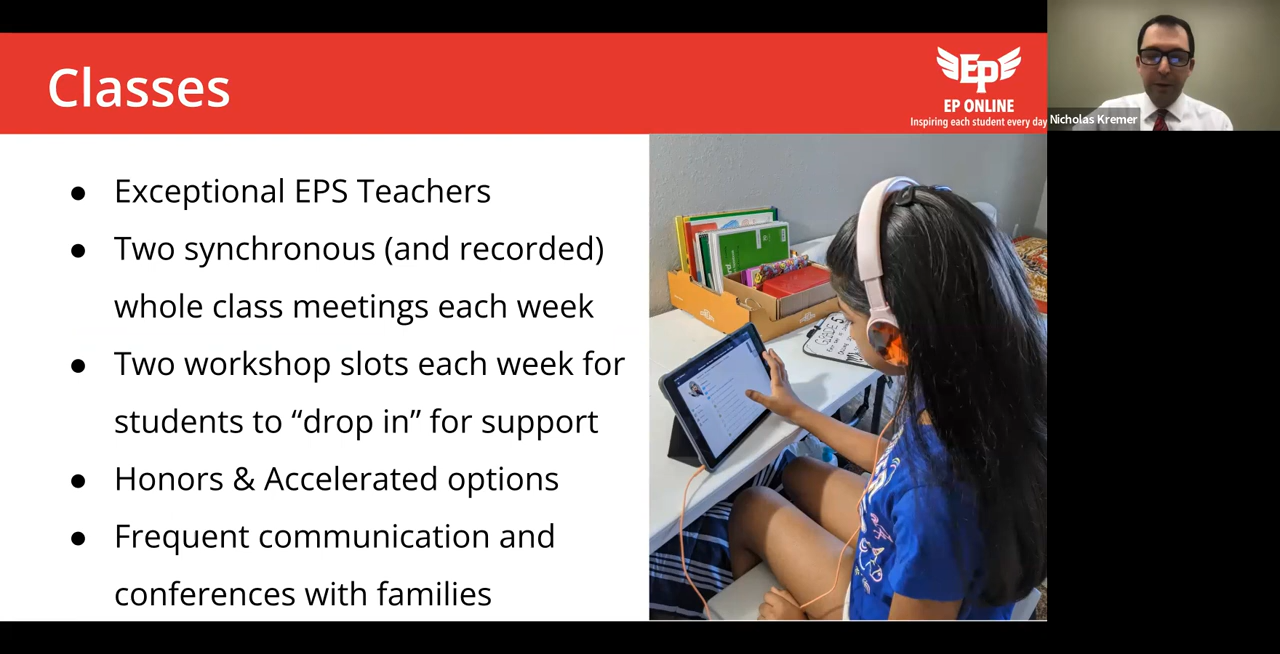 Classes
EP
EP ONLINE
Inspiring each student every day
Nicholas Kremer
● Exceptional EPS Teachers
● Two synchronous (and recorded)
whole class meetings each week
● Two workshop slots each week for
students to “drop in” for support
● Honors & Accelerated options
● Frequent communication and
conferences with families
GRADE 5